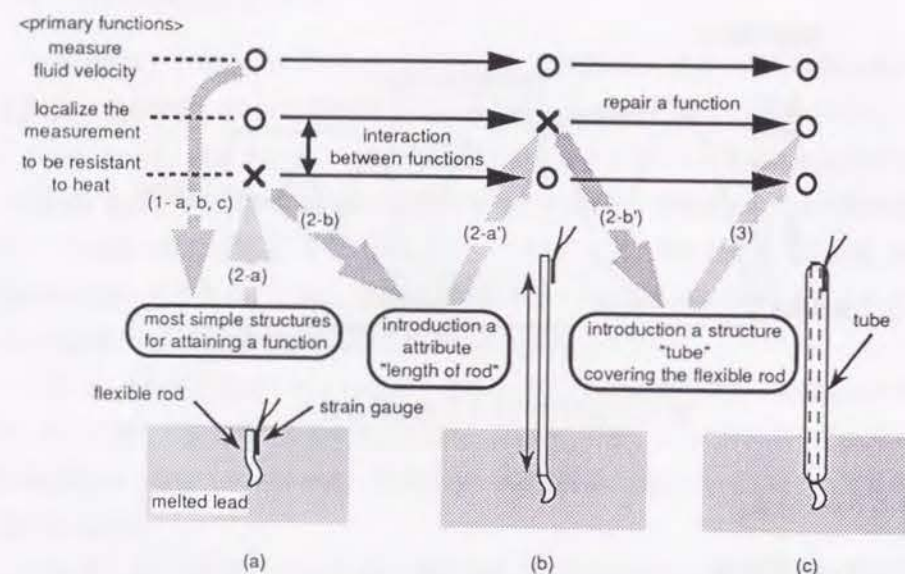 <primary functions>
measure
fluid velocity
localize the
measurement
to be resistant
to heat
interaction
between functions
repair a function
(1-a, b, c)
(2-a)
(2-b)
(2-a')
(2-b')
(3)
most simple structures
for attaining a function
introduction a
attribute
"length of rod"
introduction a structure
"tube"
covering the flexible rod
tube
flexible rod
strain gauge
melted lead
(a)
(b)
(c)